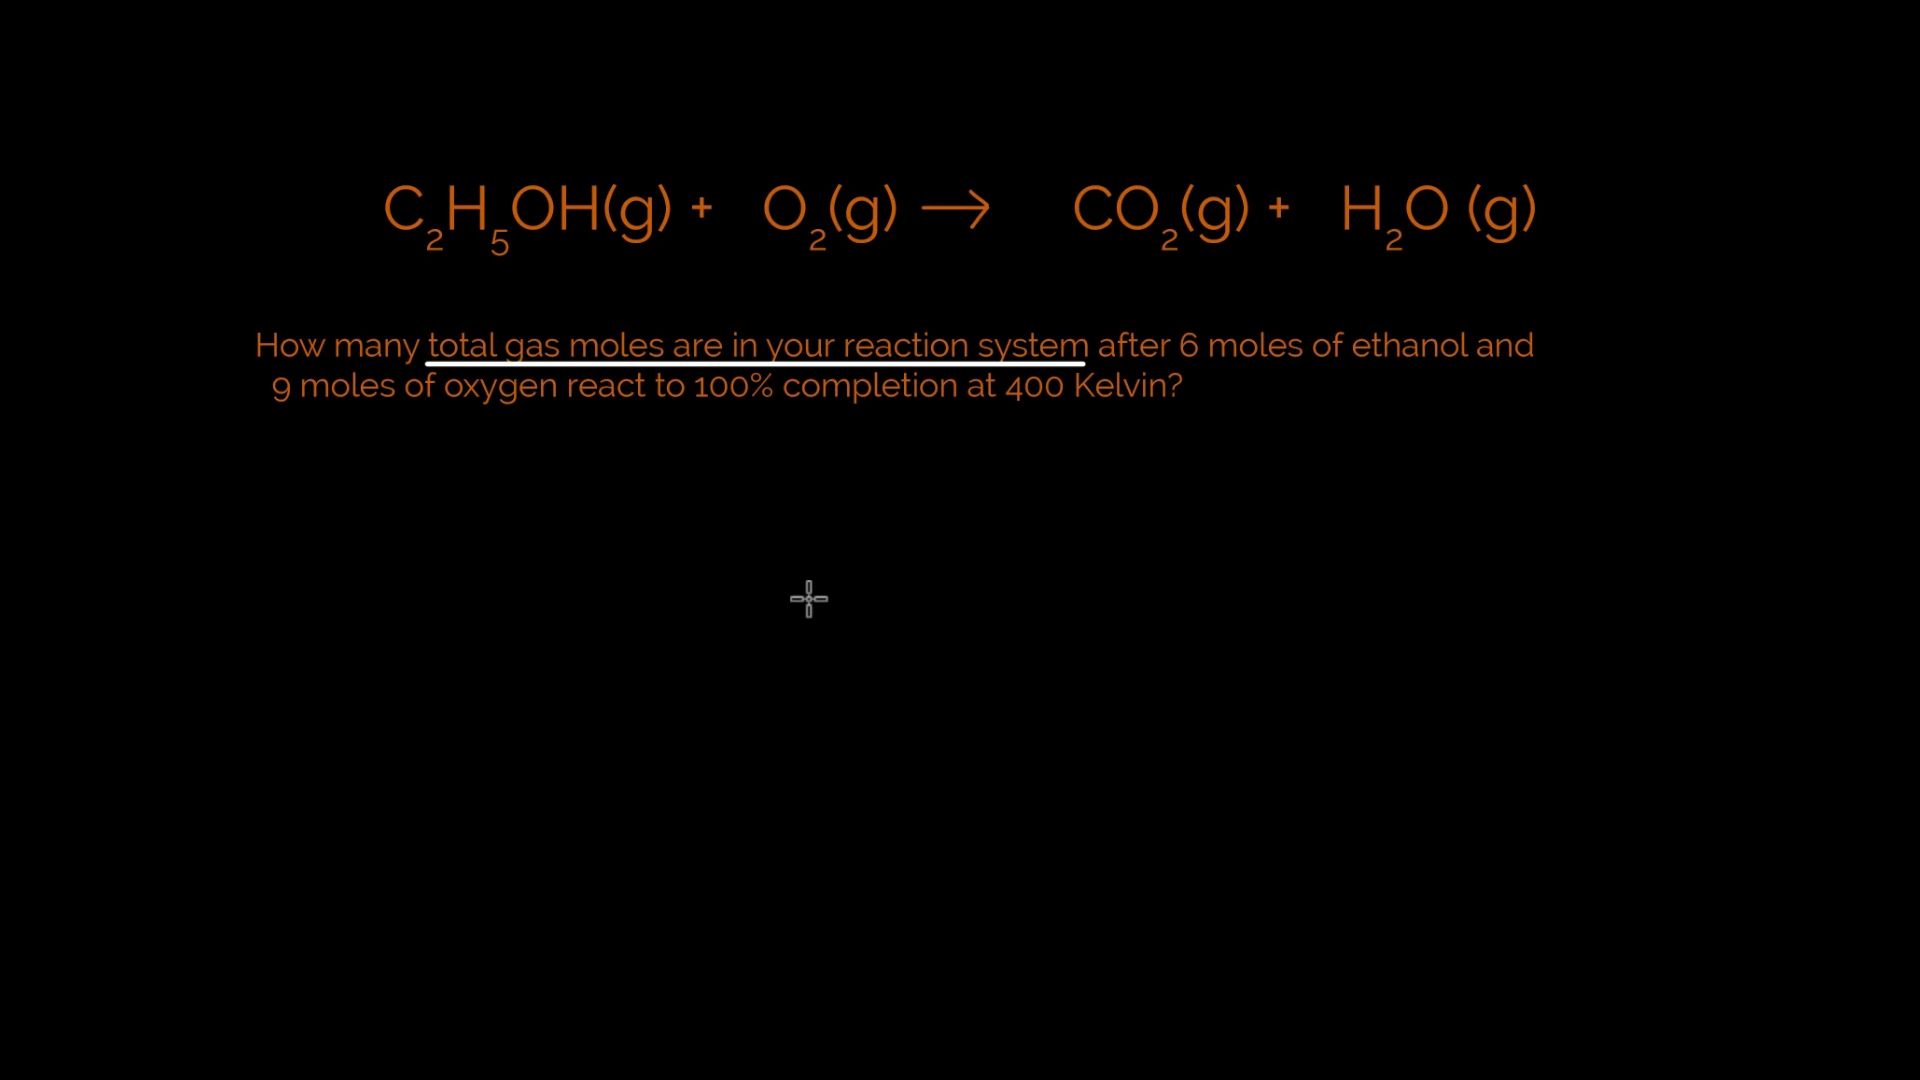 C₂H₅OH(g) + O₂(g) → CO₂(g) + H₂O (g)
How many total gas moles are in your reaction system after 6 moles of ethanol and
9 moles of oxygen react to 100% completion at 400 Kelvin?